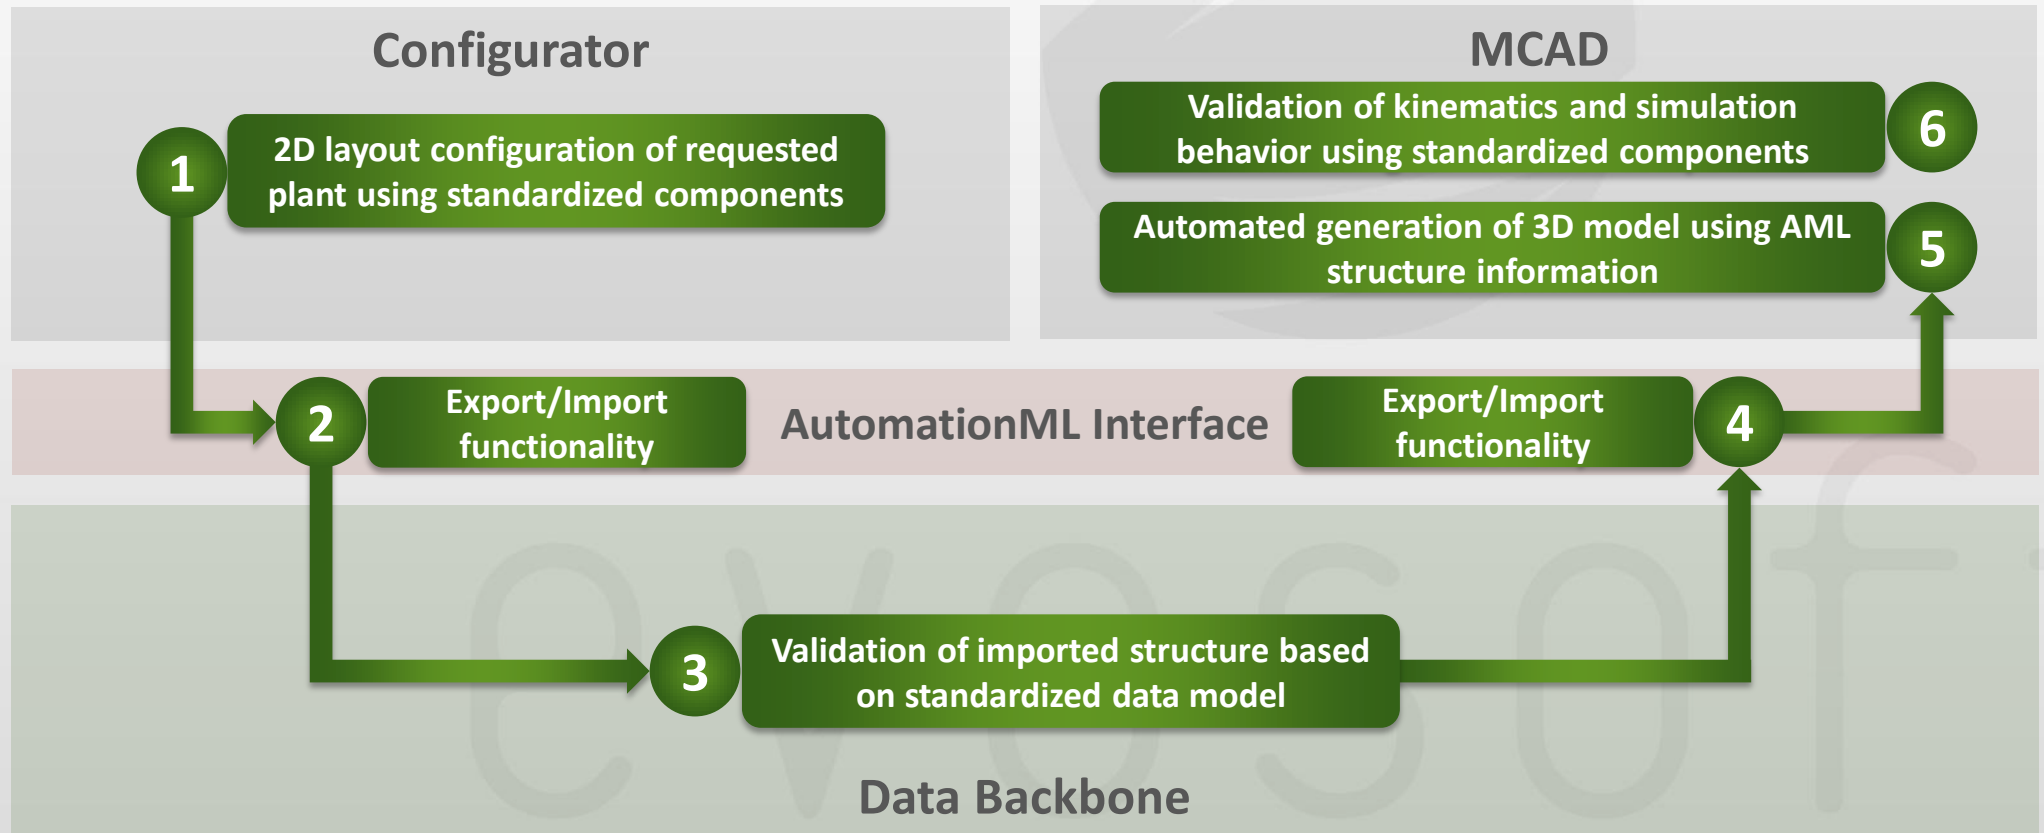 Configurator
1
2D layout configuration of requested
plant using standardized components
MCAD
Validation of kinematics and simulation
behavior using standardized components
6
Automated generation of 3D model using AML
structure information
5
2
Export/Import
functionality
AutomationML Interface
Export/Import
functionality
4
3
Validation of imported structure based
on standardized data model
Data Backbone
evosoft